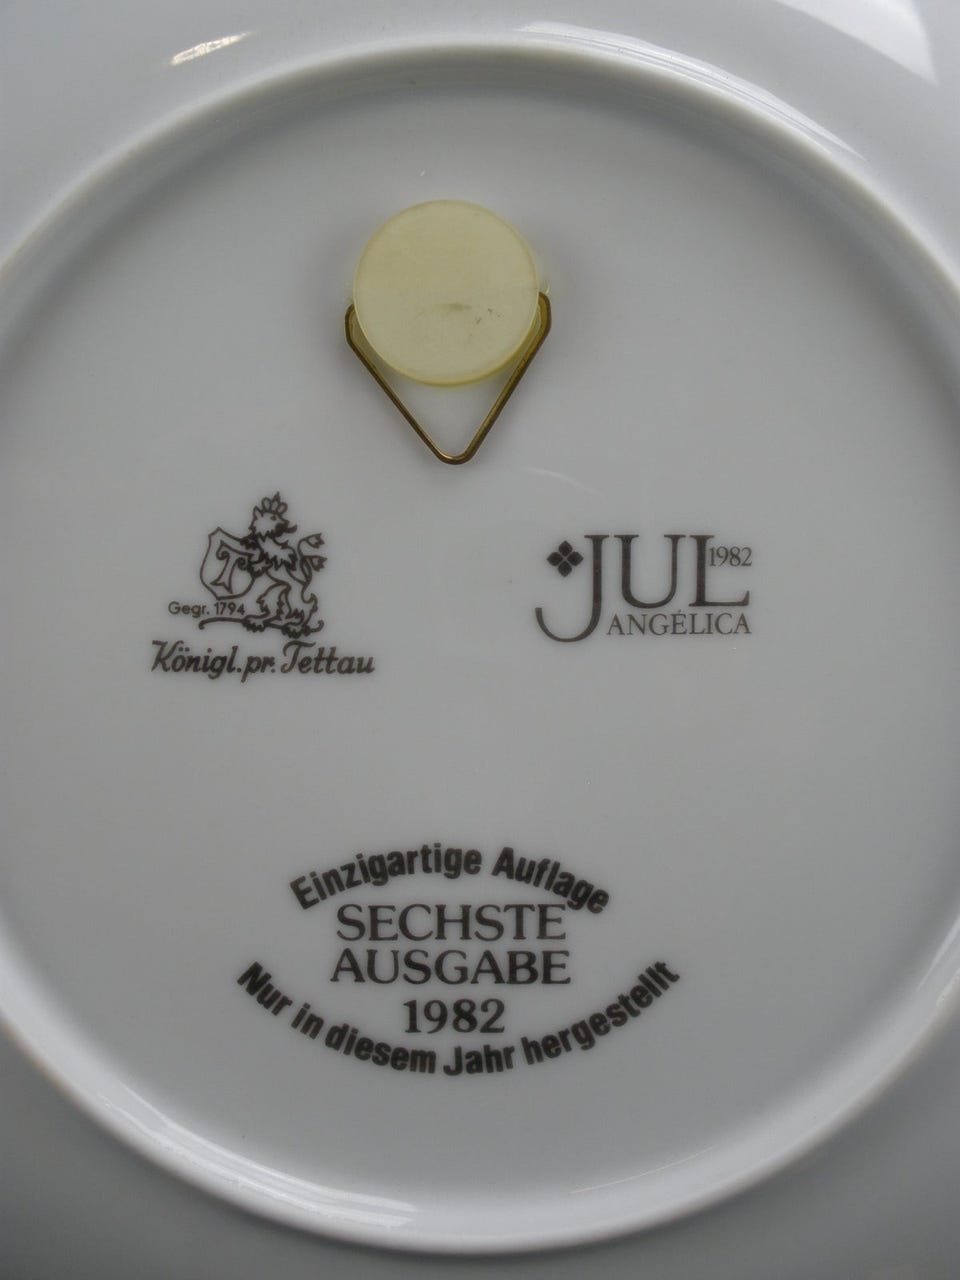 T
Gegr. 1794
Königl. pr. Tettau
JUL 1982
ANGÉLICA
Einzigartige Auflage
SECHSTE
AUSGABE
1982
Nur in diesem Jahr hergestellt